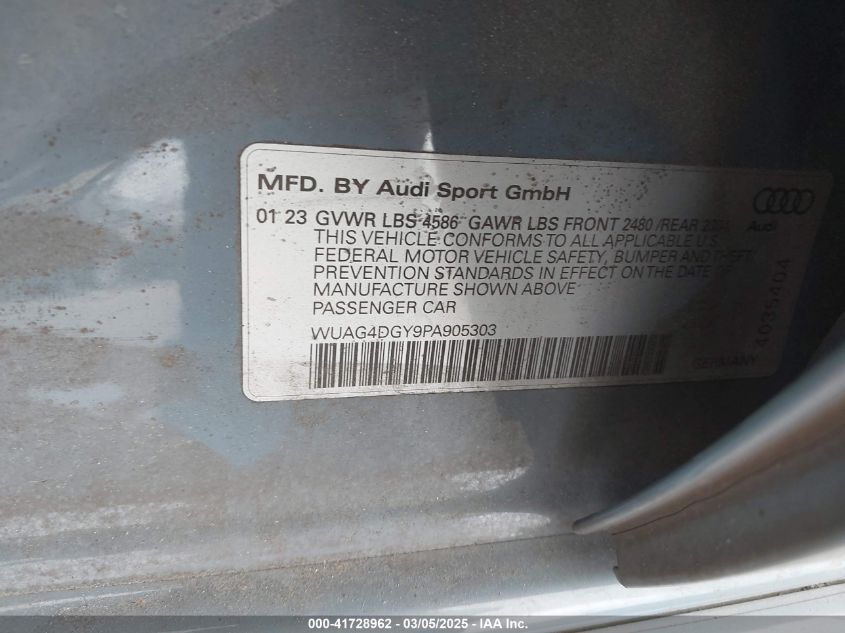 MFD. BY Audi Sport GmbH
01 23 GVWR LBS 4586 GAWR LBS FRONT 2480 /REAR
Audi
THIS VEHICLE CONFORMS TO ALL APPLICABLE U.S.
FEDERAL MOTOR VEHICLE SAFETY, BUMPER AND THEFT
PREVENTION STANDARDS IN EFFECT ON THE DATE OF
MANUFACTURE SHOWN ABOVE
PASSENGER CAR
4035404
WUAG4DGY9PA905303
GERMANY
000-41728962 - 03/05/2025 - IAA Inc.